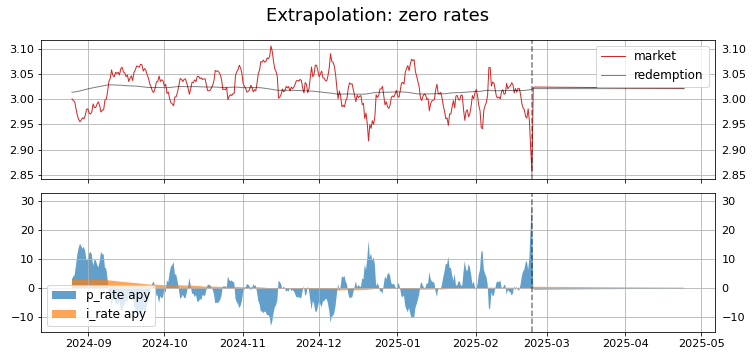 Extrapolation: zero rates
3.10 3.10
3.05 3.05
3.00 3.00
2.95 2.95
2.90 2.90
2.85 2.85
market
redemption
30 30
20 20
10 10
0 0
−10 −10
p_rate apy
i_rate apy
2024-09 2024-10 2024-11 2024-12 2025-01 2025-02 2025-03 2025-04 2025-05